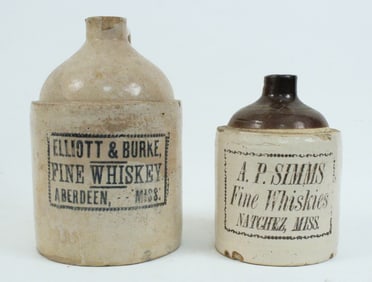 ELLIOTT & BURKE
FINE WHISKEY
ABERDEEN, MISS.
A. P. SIMMS
Fine Whiskies
NATCHEZ, MISS.